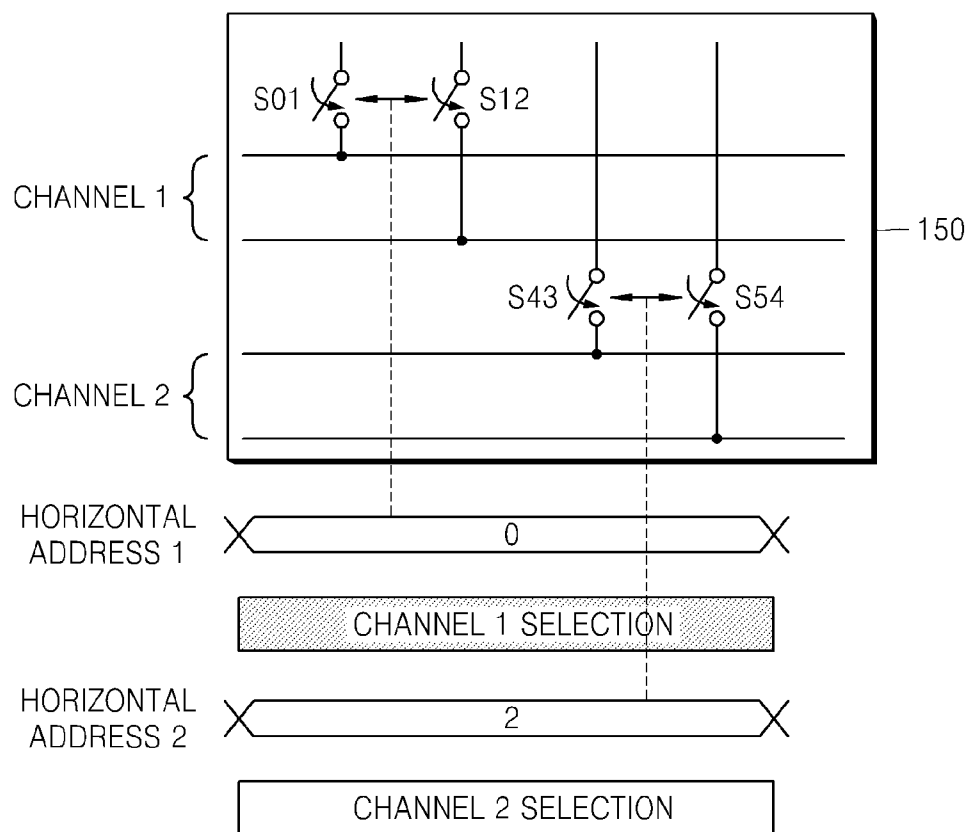 S01
S12
CHANNEL 1
150
S43
S54
CHANNEL 2
HORIZONTAL
ADDRESS 1
0
CHANNEL 1 SELECTION
HORIZONTAL
ADDRESS 2
2
CHANNEL 2 SELECTION